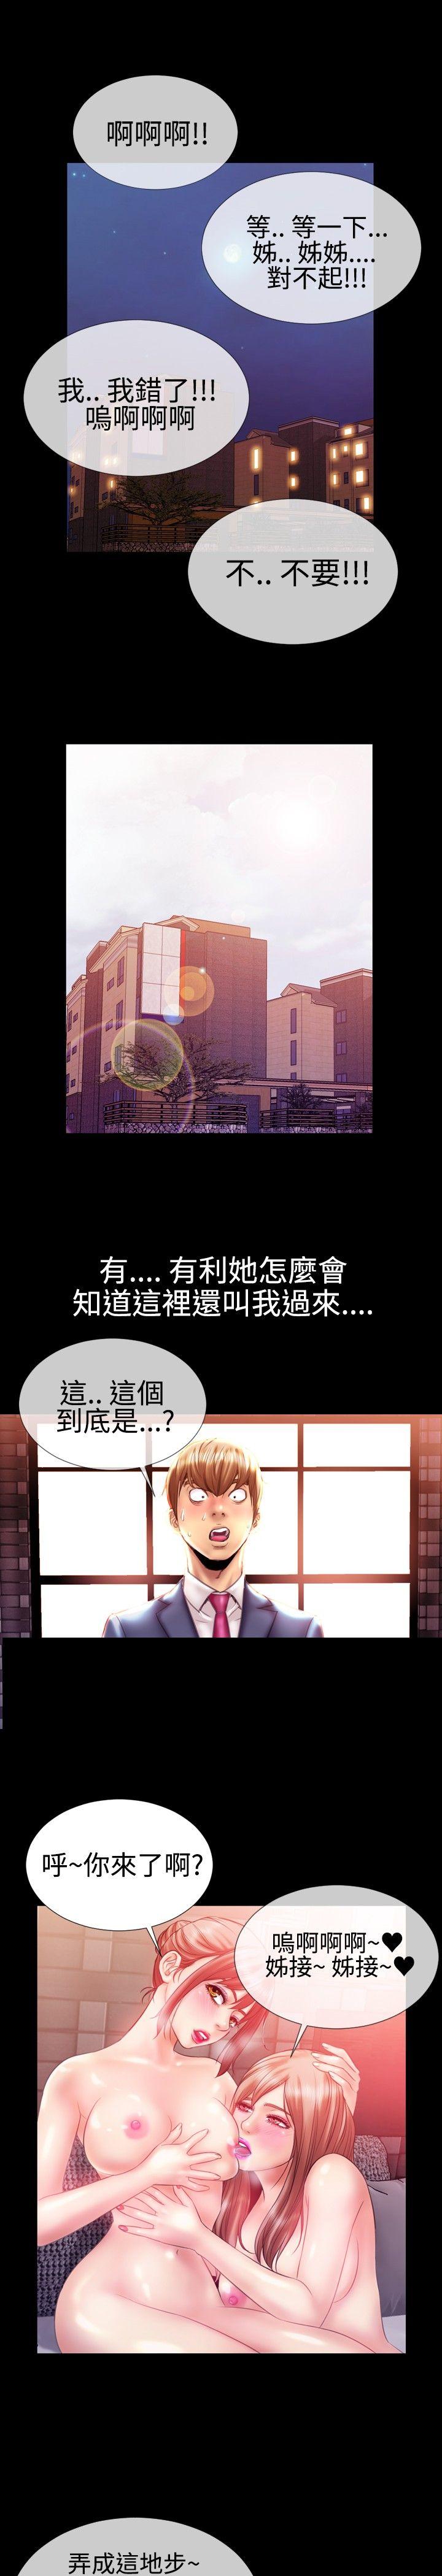 啊啊啊!!
等.. 等一下...
姊.. 姊姊....
對不起!!!
我.. 我錯了!!!
嗚啊啊啊
不.. 不要!!!
有.... 有利她怎麼會
知道這裡還叫我過來....
這.. 這個
到底是...?
呼~你來了啊?
嗚啊啊啊~♥
姊接~ 姊接~♥
弄成這地步~